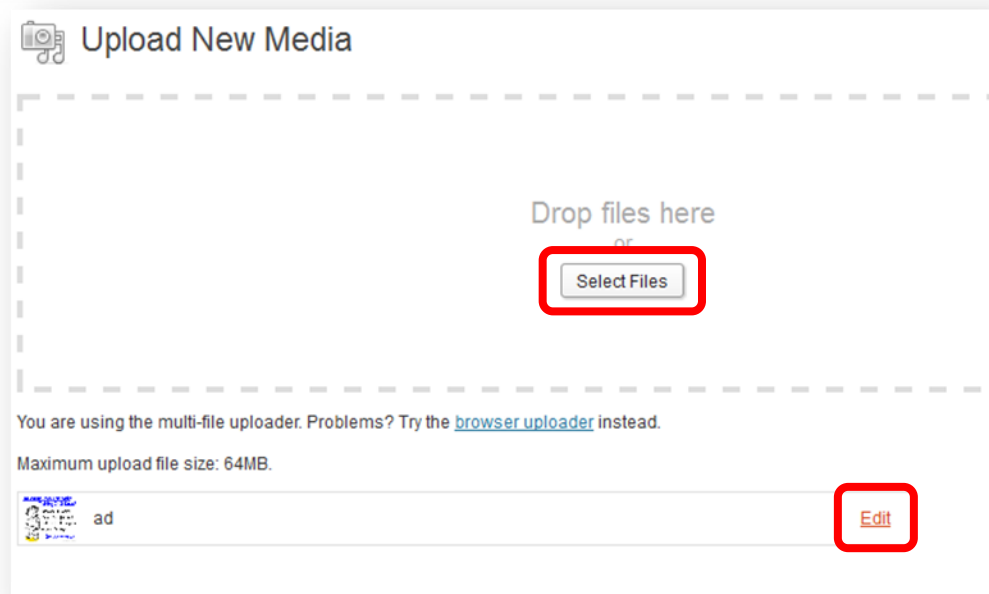 Upload New Media
Drop files here
or
Select Files
You are using the multi-file uploader. Problems? Try the browser uploader instead.
Maximum upload file size: 64MB.
ad
Edit